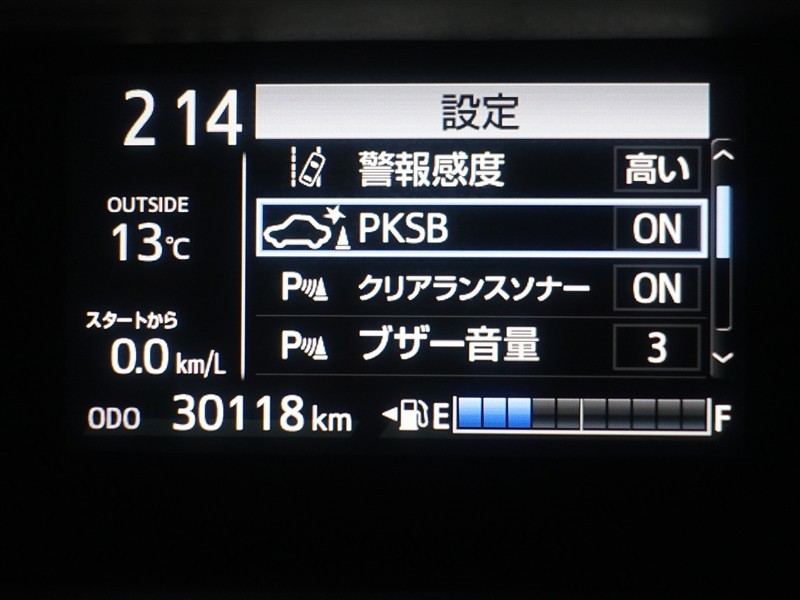 2 14
設定
警報感度 高い
OUTSIDE
13℃
PKSB ON
P クリアランスソナー ON
スタートから
0.0 km/L
P ブザー音量 3
ODO 30118 km E F